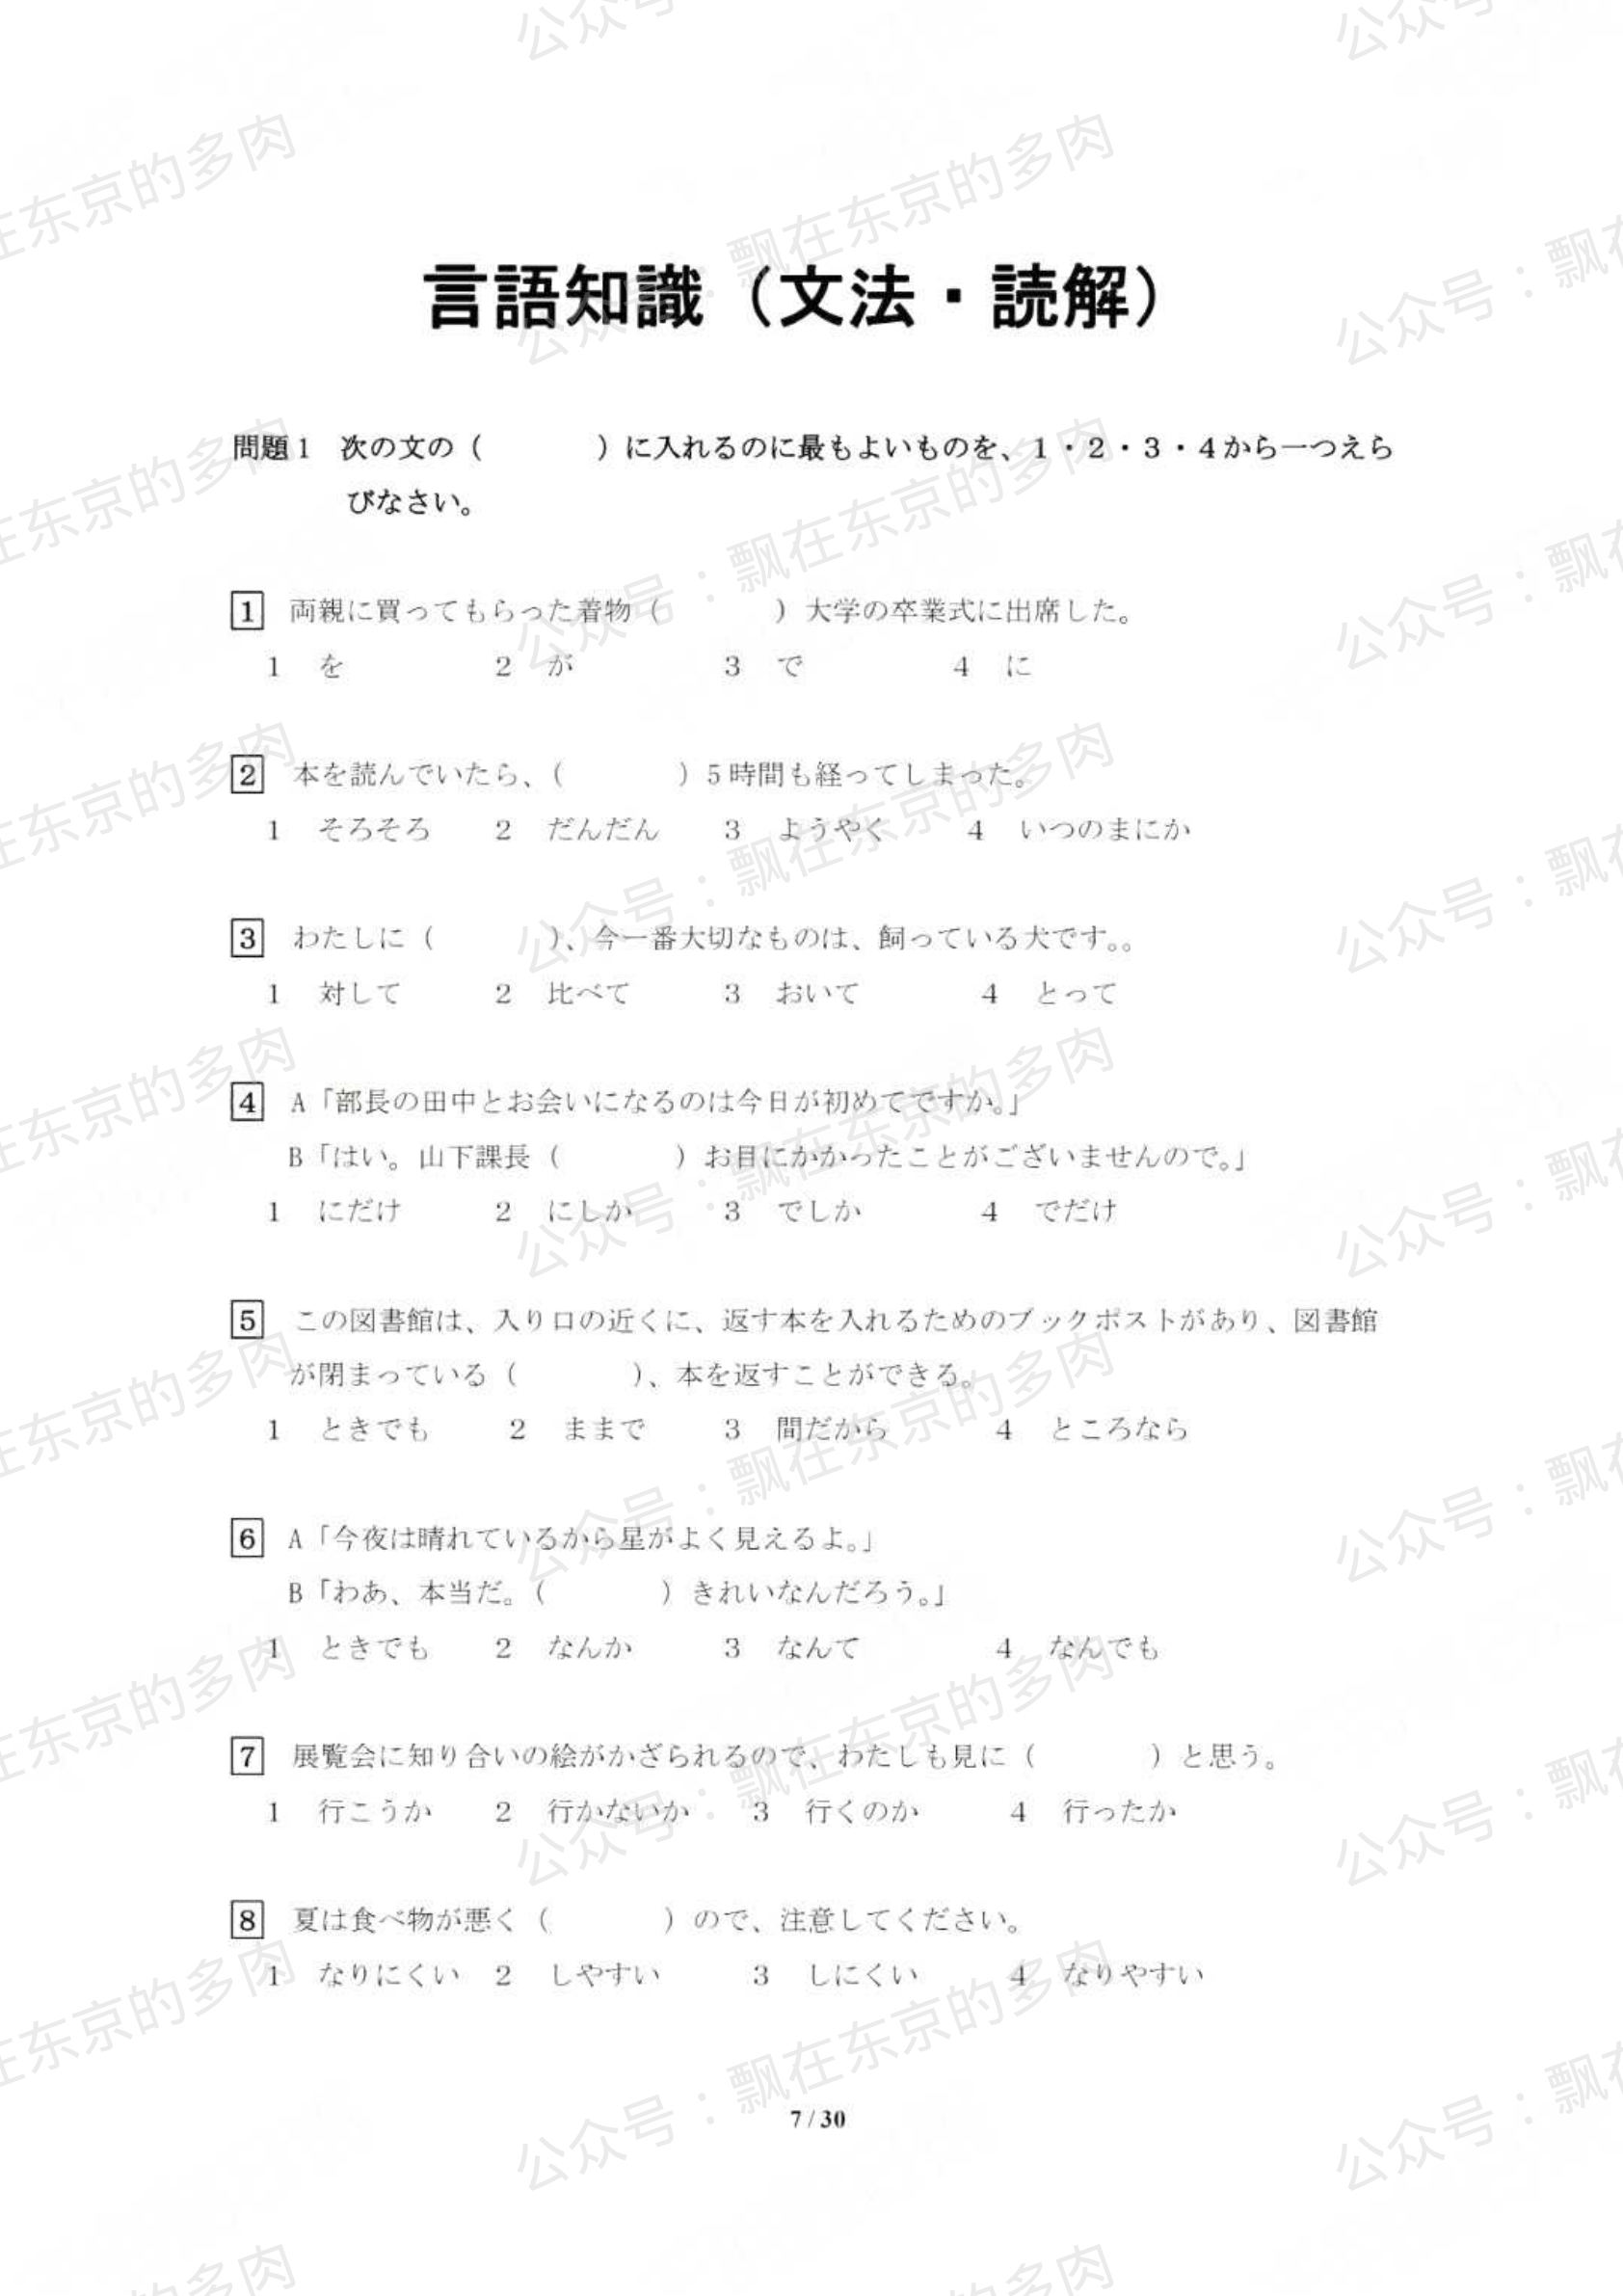 言語知識（文法・読解）
問題1　次の文の（　　　　）に入れるのに最もよいものを、1・2・3・4から一つえら
びなさい。
1　両親に買ってもらった着物（　　　　）大学の卒業式に出席した。
1　を　　2　が　　3　で　　4　に
2　本を読んでいたら、（　　　　）5時間も経ってしまった。
1　そろそろ　　2　だんだん　　3　ようやく　　4　いつのまにか
3　わたしに（　　　　）、今一番大切なものは、飼っている犬です。。
1　対して　　2　比べて　　3　おいて　　4　とって
4　A「部長の田中とお会いになるのは今日が初めてですか。」
B「はい。山下課長（　　　　）お目にかかったことがございませんので。」
1　にだけ　　2　にしか　　3　でしか　　4　でだけ
5　この図書館は、入り口の近くに、返す本を入れるためのブックポストがあり、図書館
が閉まっている（　　　　）、本を返すことができる。
1　ときでも　　2　ままで　　3　間だから　　4　ところなら
6　A「今夜は晴れているから星がよく見えるよ。」
B「わあ、本当だ。（　　　　）きれいなんだろう。」
1　ときでも　　2　なんか　　3　なんて　　4　なんでも
7　展覧会に知り合いの絵がかざられるので、わたしも見に（　　　　）と思う。
1　行こうか　　2　行かないか　　3　行くのか　　4　行ったか
8　夏は食べ物が悪く（　　　　）ので、注意してください。
1　なりにくい　　2　しやすい　　3　しにくい　　4　なりやすい
7 / 30
公众号：飘在东京的多肉